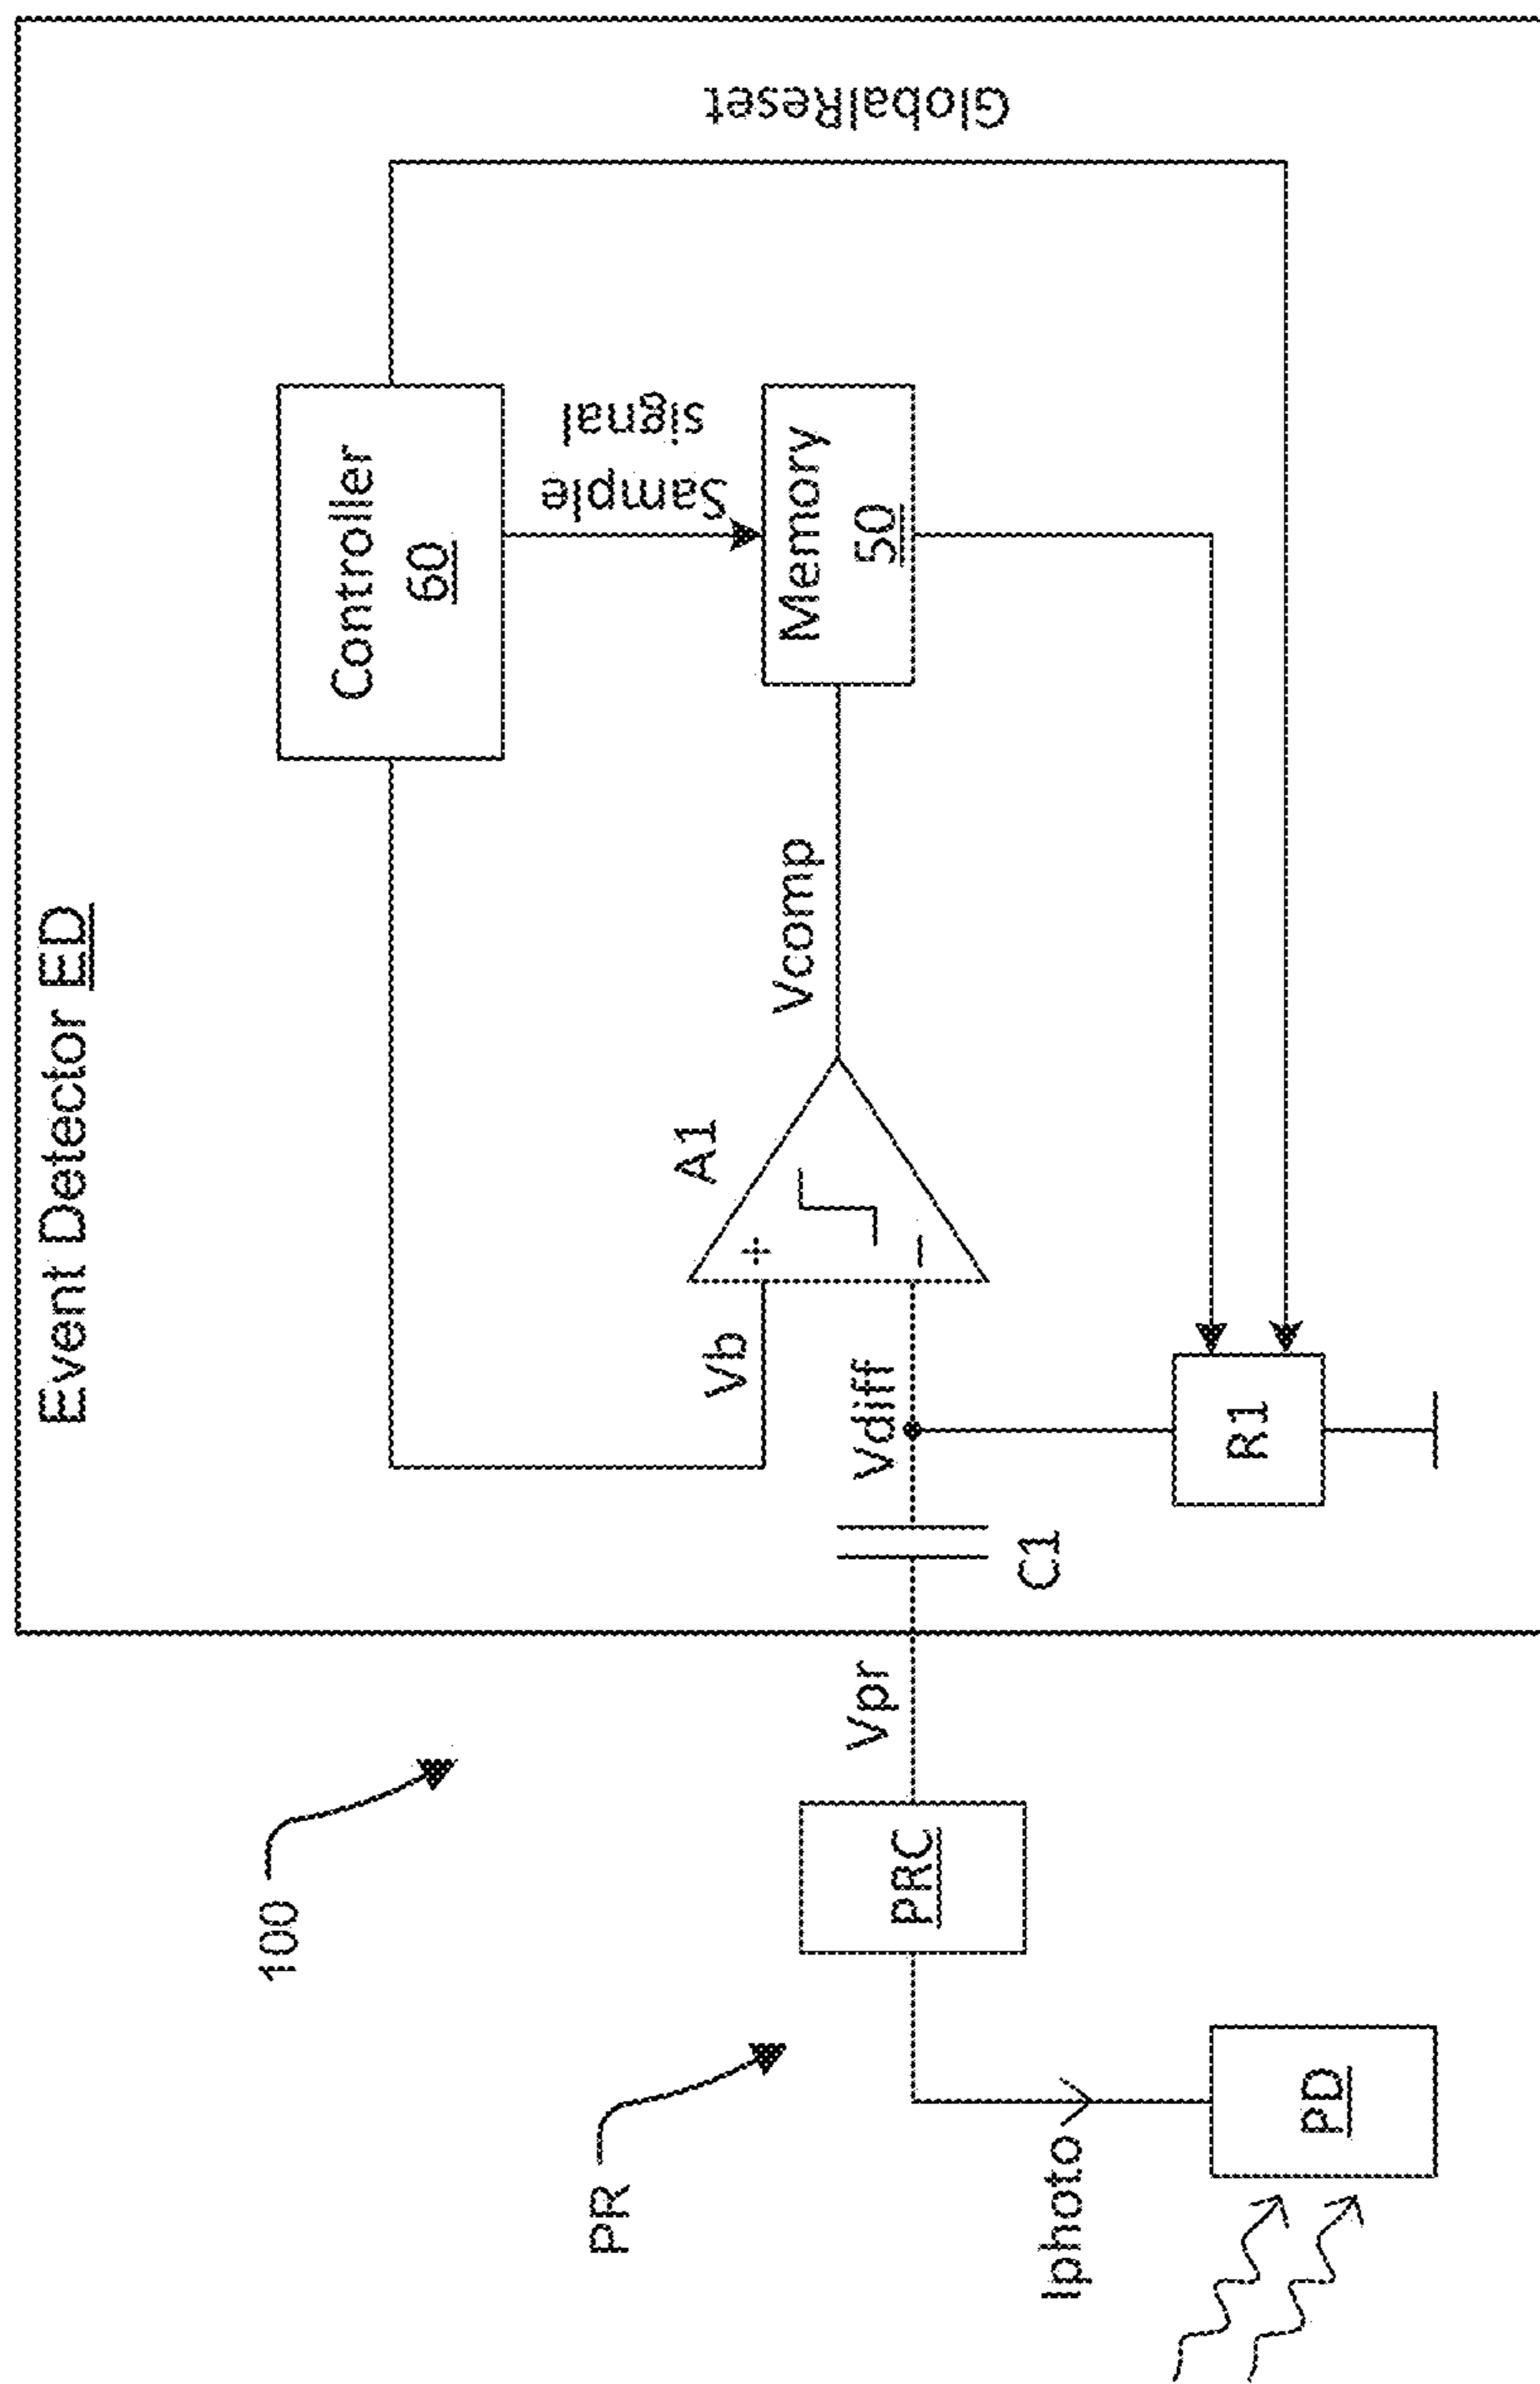 Event Detector ED
Controller
60
GlobalReset
Sample
signal
A1
Vb
+
Vcomp
Memory
50
100
PR
Vpr
Vdiff
−
PRC
C1
Iphoto
R1
PD